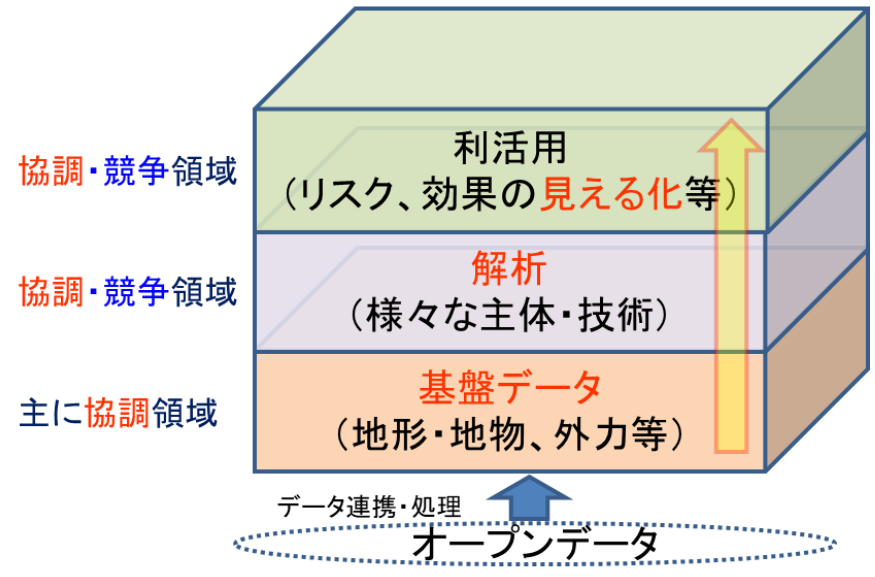 協調・競争領域
利活用
（リスク、効果の見える化等）
協調・競争領域
解析
（様々な主体・技術）
主に協調領域
基盤データ
（地形・地物、外力等）
データ連携・処理
オープンデータ